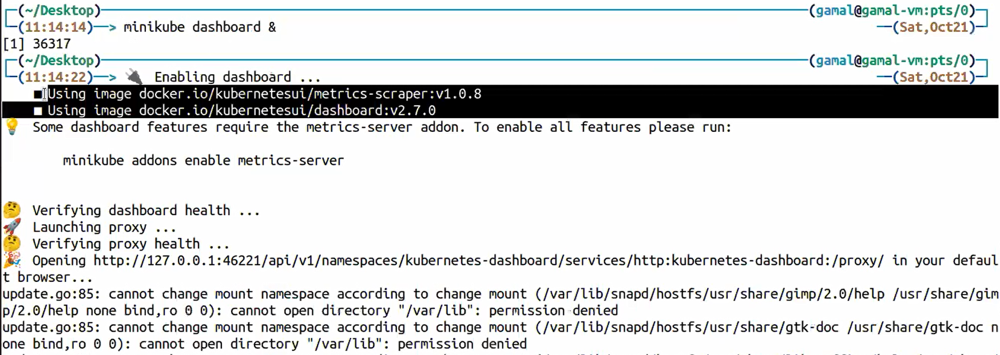 (~/Desktop) (gamal@gamal-vm:pts/0)
(11:14:14)—> minikube dashboard & —(Sat,Oct21)
[1] 36317
(~/Desktop) (gamal@gamal-vm:pts/0)
(11:14:22)—> 🔌 Enabling dashboard ... —(Sat,Oct21)
■ Using image docker.io/kubernetesui/metrics-scraper:v1.0.8
■ Using image docker.io/kubernetesui/dashboard:v2.7.0
💡 Some dashboard features require the metrics-server addon. To enable all features please run:
minikube addons enable metrics-server
🤔 Verifying dashboard health ...
🚀 Launching proxy ...
🤔 Verifying proxy health ...
🎉 Opening http://127.0.0.1:46221/api/v1/namespaces/kubernetes-dashboard/services/http:kubernetes-dashboard:/proxy/ in your defaul
t browser...
update.go:85: cannot change mount namespace according to change mount (/var/lib/snapd/hostfs/usr/share/gimp/2.0/help /usr/share/gim
p/2.0/help none bind,ro 0 0): cannot open directory "/var/lib": permission denied
update.go:85: cannot change mount namespace according to change mount (/var/lib/snapd/hostfs/usr/share/gtk-doc /usr/share/gtk-doc n
one bind,ro 0 0): cannot open directory "/var/lib": permission denied